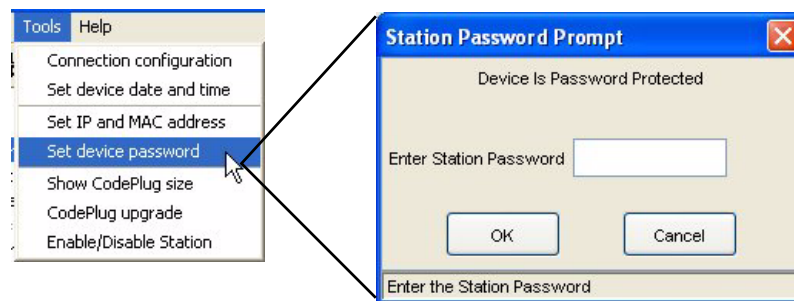 Tools Help
Connection configuration
Set device date and time
Set IP and MAC address
Set device password
Show CodePlug size
CodePlug upgrade
Enable/Disable Station
Station Password Prompt
Device Is Password Protected
Enter Station Password
OK Cancel
Enter the Station Password